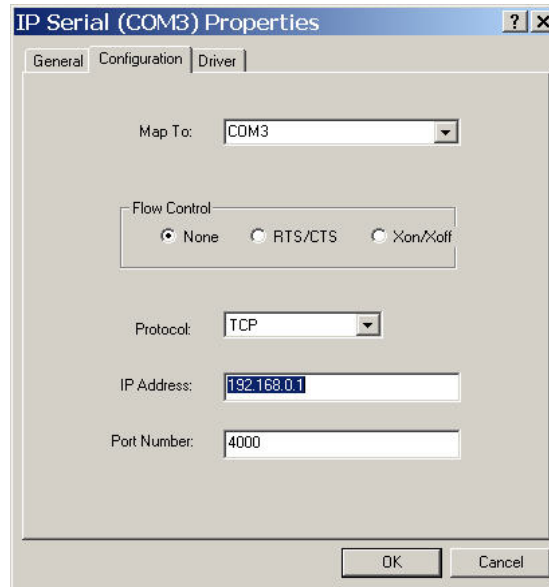 IP Serial (COM3) Properties ? X
General Configuration Driver
Map To: COM3
Flow Control
None RTS/CTS Xon/Xoff
Protocol: TCP
IP Address: 192.168.0.1
Port Number: 4000
OK Cancel